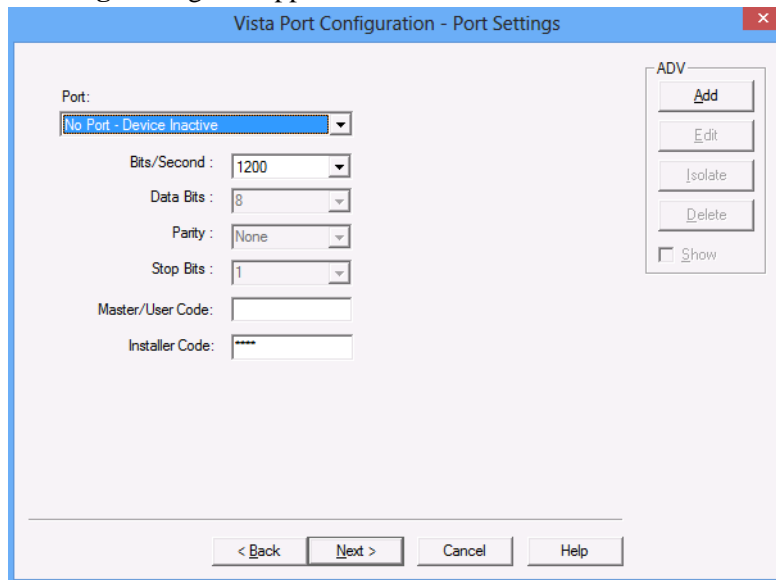 Vista Port Configuration - Port Settings
Port:
No Port - Device Inactive
Bits/Second : 1200
Data Bits : 8
Parity : None
Stop Bits : 1
Master/User Code:
Installer Code: ****
ADV
Add
Edit
Isolate
Delete
Show
< Back Next > Cancel Help